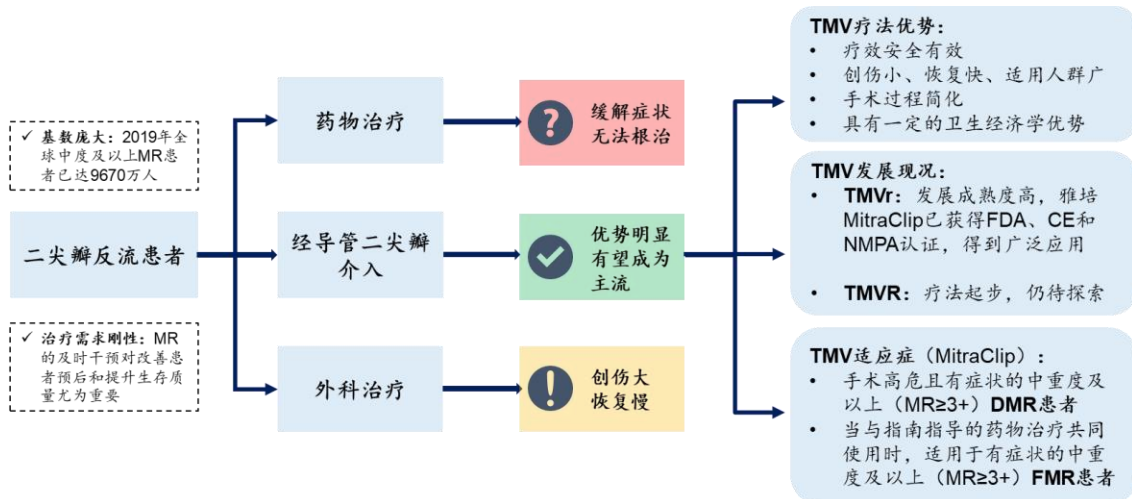 ✓ 基数庞大：2019年全
球中度及以上MR患
者已达9670万人
二尖瓣反流患者
✓ 治疗需求刚性：MR
的及时干预对改善患
者预后和提升生存质
量尤为重要
药物治疗
经导管二尖瓣
介入
外科治疗
?
缓解症状
无法根治
优势明显
有望成为
主流
!
创伤大
恢复慢
TMV疗法优势：
• 疗效安全有效
• 创伤小、恢复快、适用人群广
• 手术过程简化
• 具有一定的卫生经济学优势
TMV发展现况：
• TMVr：发展成熟度高，雅培
MitraClip已获得FDA、CE和
NMPA认证，得到广泛应用
• TMVR：疗法起步，仍待探索
TMV适应症（MitraClip）：
• 手术高危且有症状的中重度及
以上（MR≥3+）DMR患者
• 当与指南指导的药物治疗共同
使用时，适用于有症状的中重
度及以上（MR≥3+）FMR患者